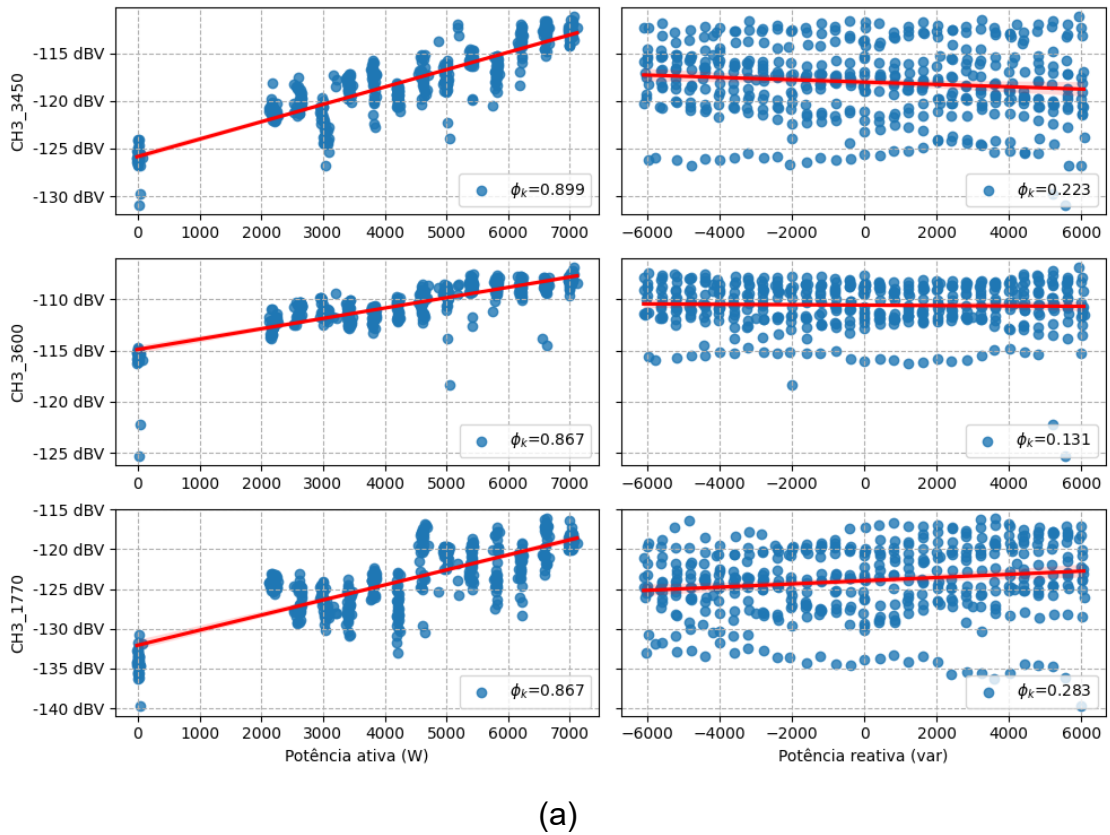 CH3_3450
-115 dBV
-120 dBV
-125 dBV
-130 dBV
ϕk=0.899
0 1000 2000 3000 4000 5000 6000 7000
ϕk=0.223
−6000 −4000 −2000 0 2000 4000 6000
CH3_3600
-110 dBV
-115 dBV
-120 dBV
-125 dBV
ϕk=0.867
0 1000 2000 3000 4000 5000 6000 7000
ϕk=0.131
−6000 −4000 −2000 0 2000 4000 6000
CH3_1770
-115 dBV
-120 dBV
-125 dBV
-130 dBV
-135 dBV
-140 dBV
ϕk=0.867
0 1000 2000 3000 4000 5000 6000 7000
Potência ativa (W)
ϕk=0.283
−6000 −4000 −2000 0 2000 4000 6000
Potência reativa (var)
(a)